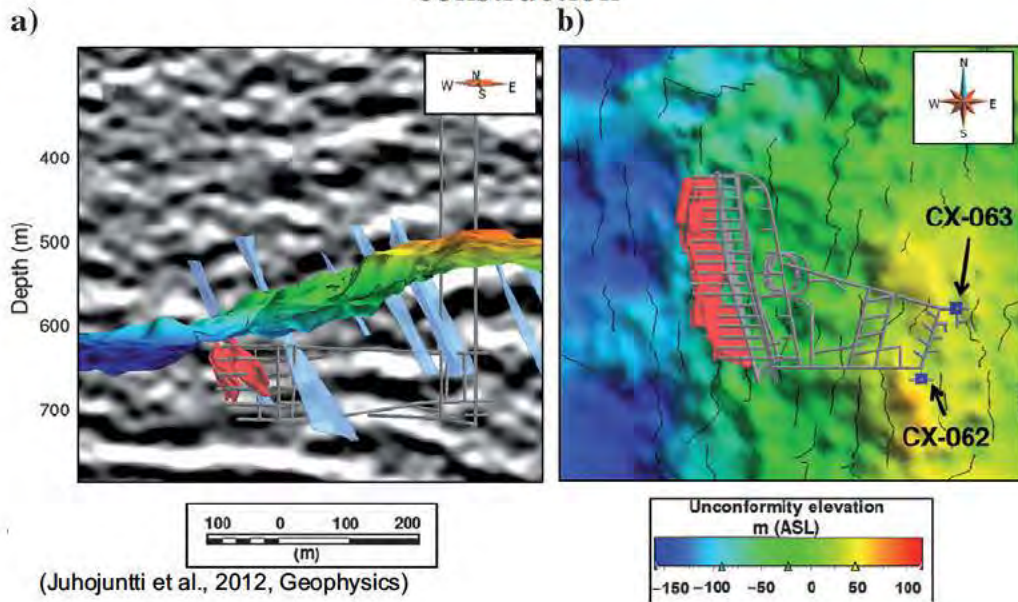 a)
b)
N
W E
S
N
W E
S
400
500
600
700
Depth (m)
CX-063
CX-062
100 0 100 200
(m)
(Juhojuntti et al., 2012, Geophysics)
Unconformity elevation
m (ASL)
-150 -100 -50 0 50 100